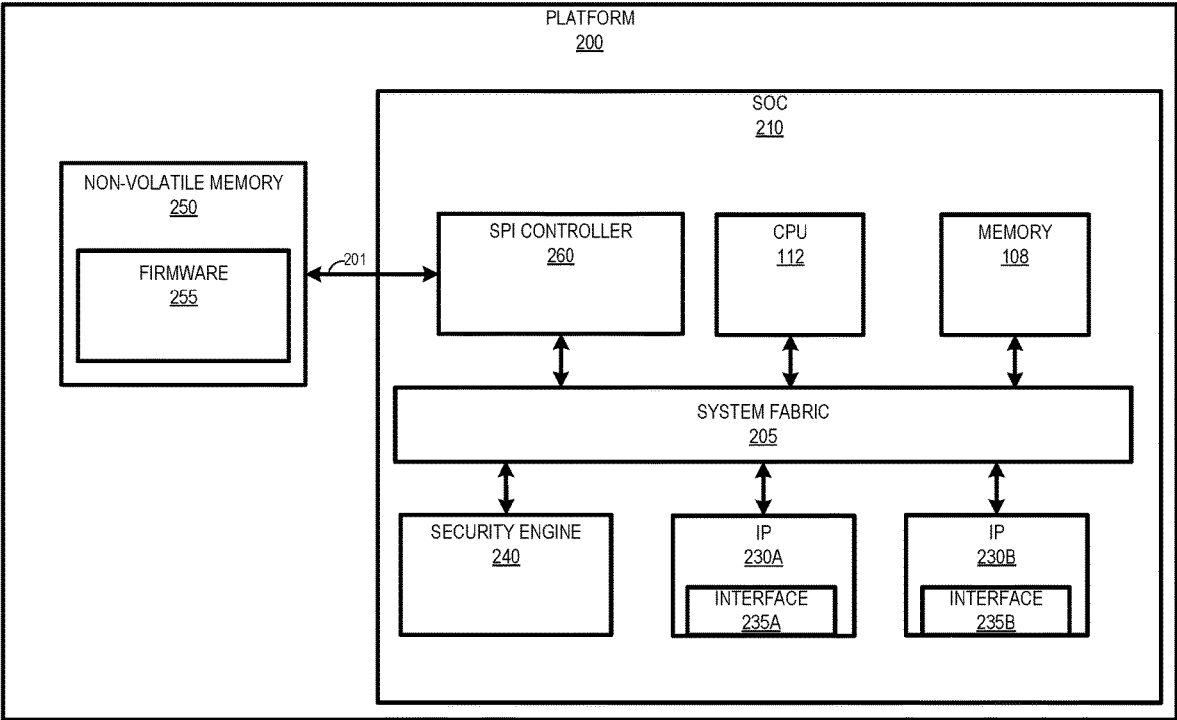 PLATFORM
200
SOC
210
NON-VOLATILE MEMORY
250
FIRMWARE
255
201
SPI CONTROLLER
260
CPU
112
MEMORY
108
SYSTEM FABRIC
205
SECURITY ENGINE
240
IP
230A
INTERFACE
235A
IP
230B
INTERFACE
235B